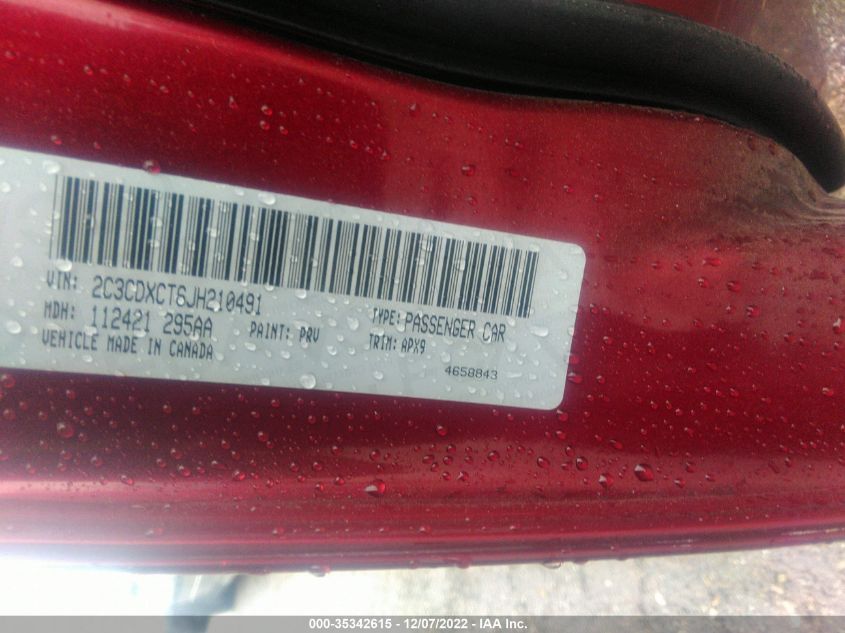 VIN: 2C3CDXCT6JH210491
MDH: 112421 295AA
PAINT: PRV
TYPE: PASSENGER CAR
VEHICLE MADE IN CANADA
TRIM: APX9
4658843
000-35342615 - 12/07/2022 - IAA Inc.